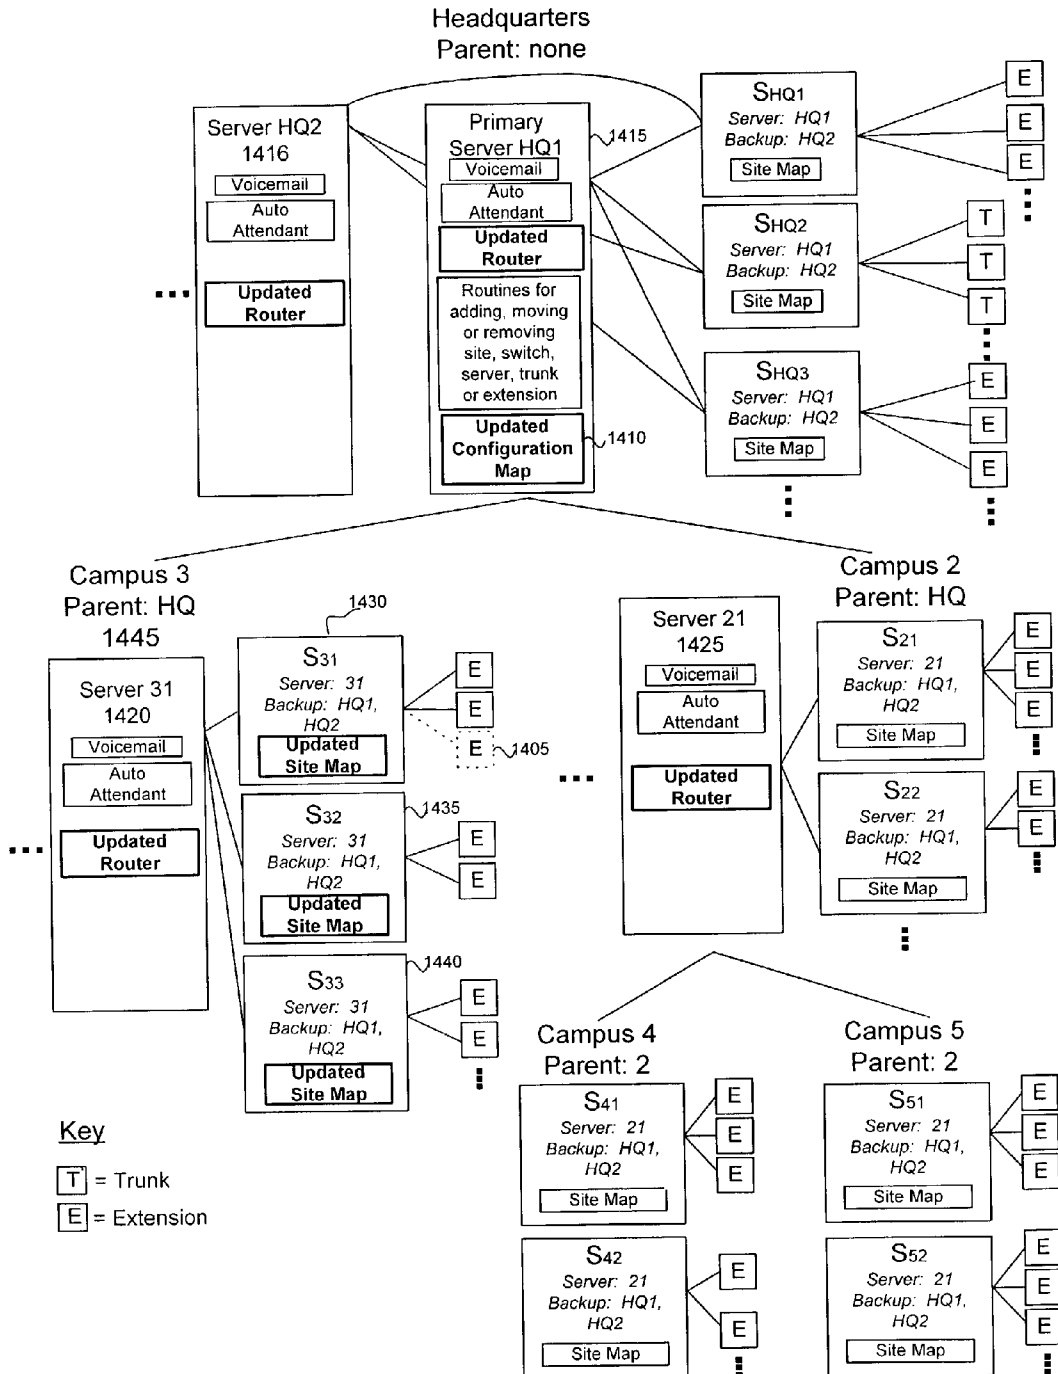 Headquarters
Parent: none
Server HQ2
1416
Voicemail
Auto
Attendant
Updated
Router
Primary
Server HQ1
Voicemail
Auto
Attendant
Updated
Router
Routines for
adding, moving
or removing
site, switch,
server, trunk
or extension
Updated
Configuration
Map
1415
1410
SHQ1
Server: HQ1
Backup: HQ2
Site Map
E
E
E
SHQ2
Server: HQ1
Backup: HQ2
Site Map
T
T
T
SHQ3
Server: HQ1
Backup: HQ2
Site Map
E
E
E
Campus 3
Parent: HQ
1445
Server 31
1420
Voicemail
Auto
Attendant
Updated
Router
1430
S31
Server: 31
Backup: HQ1,
HQ2
Updated
Site Map
E
E
E
1405
1435
S32
Server: 31
Backup: HQ1,
HQ2
Updated
Site Map
E
E
1440
S33
Server: 31
Backup: HQ1,
HQ2
Updated
Site Map
E
E
Campus 2
Parent: HQ
Server 21
1425
Voicemail
Auto
Attendant
Updated
Router
S21
Server: 21
Backup: HQ1,
HQ2
Site Map
E
E
E
S22
Server: 21
Backup: HQ1,
HQ2
Site Map
E
E
Campus 4
Parent: 2
S41
Server: 21
Backup: HQ1,
HQ2
Site Map
E
E
E
S42
Server: 21
Backup: HQ1,
HQ2
Site Map
E
E
Campus 5
Parent: 2
S51
Server: 21
Backup: HQ1,
HQ2
Site Map
E
E
E
S52
Server: 21
Backup: HQ1,
HQ2
Site Map
E
E
E
Key
T = Trunk
E = Extension